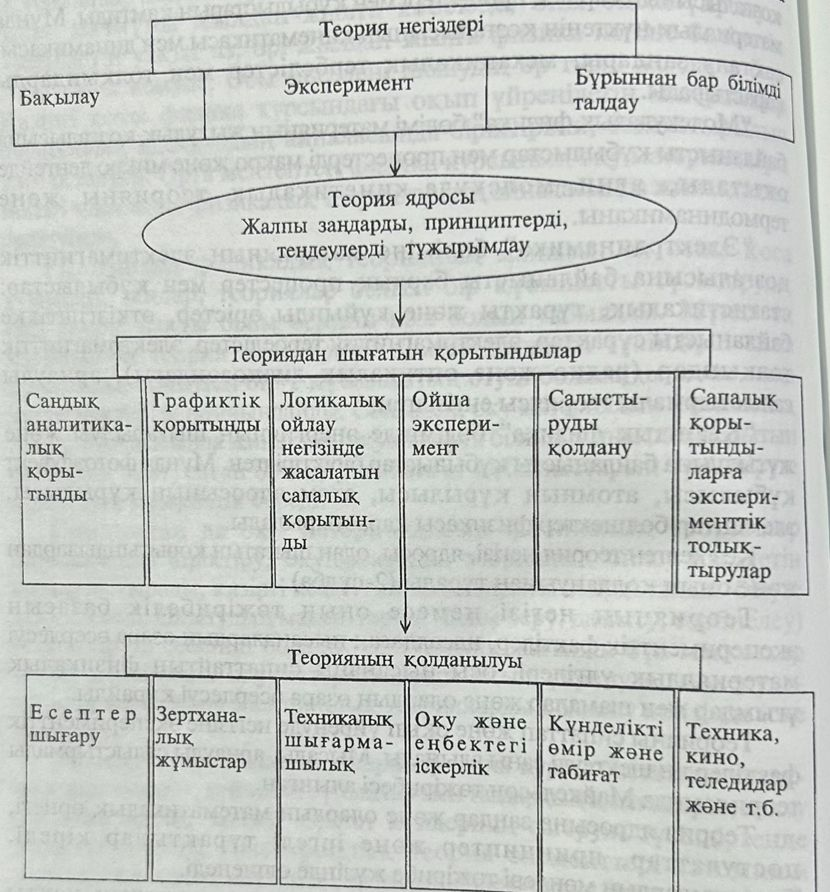 Теория негіздері
Бақылау
Эксперимент
Бұрыннан бар білімді
талдау
Теория ядросы
Жалпы заңдарды, принциптерді,
теңдеулерді тұжырымдау
Теориядан шығатын қорытындылар
Сандық
аналитика-
лық
қоры-
тынды
Графиктік
қорытынды
Логикалық
ойлау
негізінде
жасалатын
сапалық
қорытын-
ды
Ойша
экспери-
мент
Салысты-
руды
қолдану
Сапалық
қоры-
тынды-
ларға
экспери-
менттік
толық-
тырулар
Теорияның қолданылуы
Есептер
шығару
Зертхана-
лық
жұмыстар
Техникалық
шығарма-
шылық
Оқу және
еңбектегі
іскерлік
Күнделікті
өмір және
табиғат
Техника,
кино,
теледидар
және т.б.